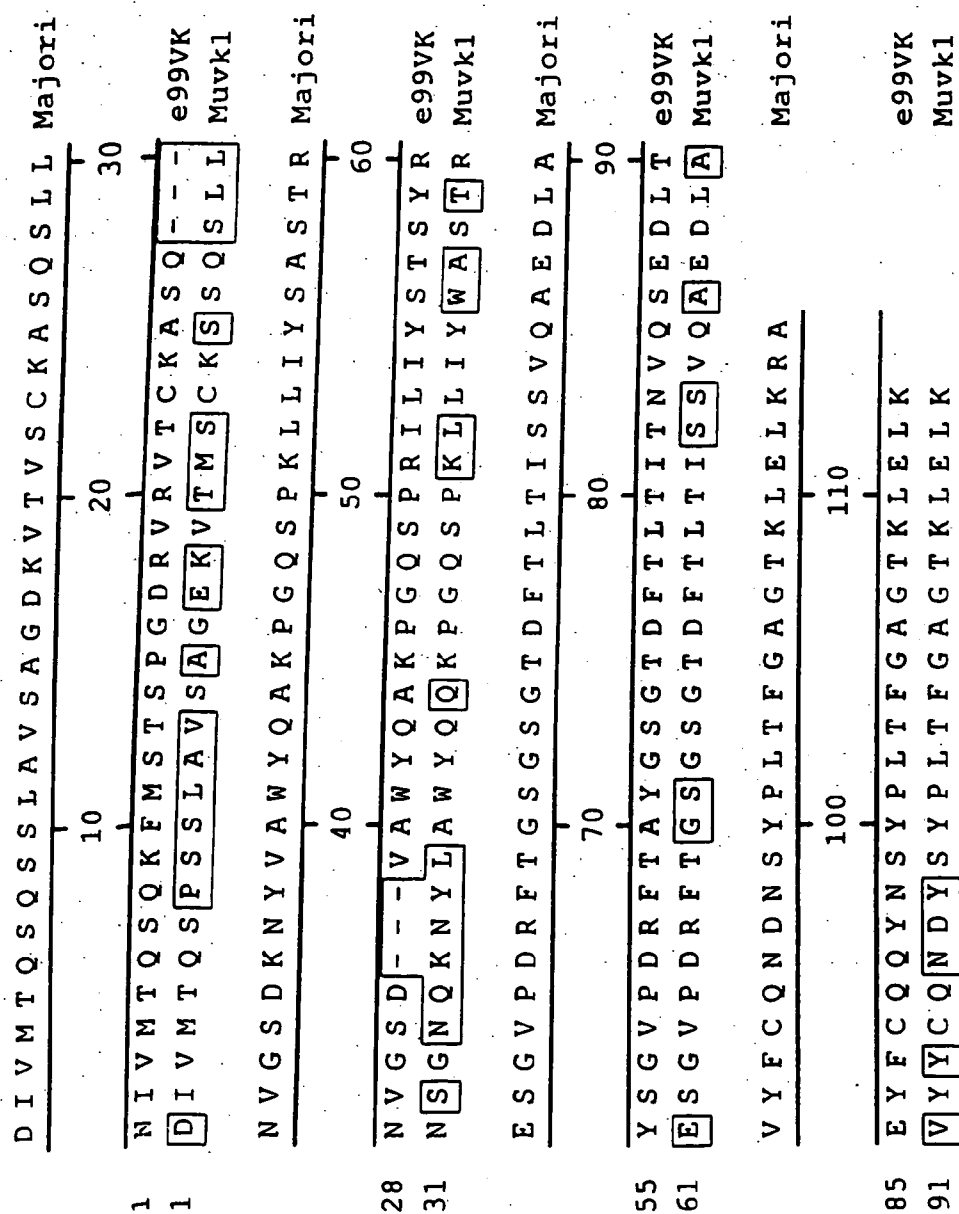 D I V M T Q S Q S S L A V S A G D K V T V S C K A S Q S L L Majori
10 20 30
1 N I V M T Q S Q K F M S T S P G D R V R V T C K A S Q - - - e99VK
1 D I V M T Q S P S S L A V S A G E K V T M S C K S S Q S L L Muvk1
N V G S D K N Y V A W Y Q A K P G Q S P K L L I Y S A S T R Majori
40 50 60
28 N V G S D - - - V A W Y Q A K P G Q S P R I L I Y S T S Y R e99VK
31 N S G N Q K N Y L A W Y Q Q K P G Q S P K L L I Y W A S T R Muvk1
E S G V P D R F T G S G S G T D F T L T I S S V Q A E D L A Majori
70 80 90
55 Y S G V P D R F T A Y G S G T D F T L T I T N V Q S E D L T e99VK
61 E S G V P D R F T G S G S G T D F T L T I S S V Q A E D L A Muvk1
V Y F C Q N D N S Y P L T F G A G T K L E L K R A Majori
100 110
85 E Y F C Q Q Y N S Y P L T F G A G T K L E L K e99VK
91 V Y Y C Q N D Y S Y P L T F G A G T K L E L K Muvk1